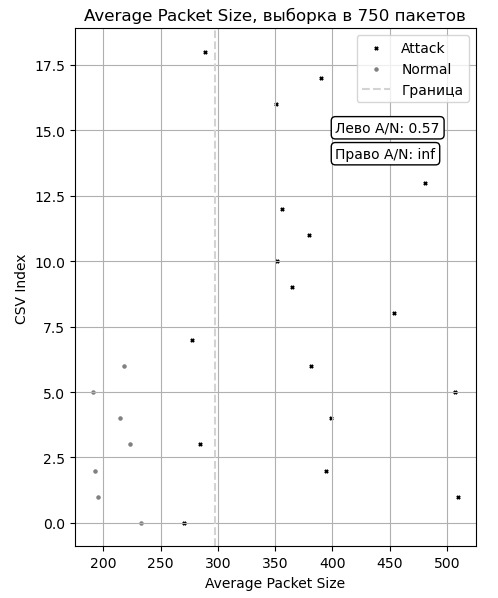 Average Packet Size, выборка в 750 пакетов
Attack
Normal
Граница
Лево A/N: 0.57
Право A/N: inf
17.5
15.0
12.5
10.0
7.5
5.0
2.5
0.0
CSV Index
200 250 300 350 400 450 500
Average Packet Size